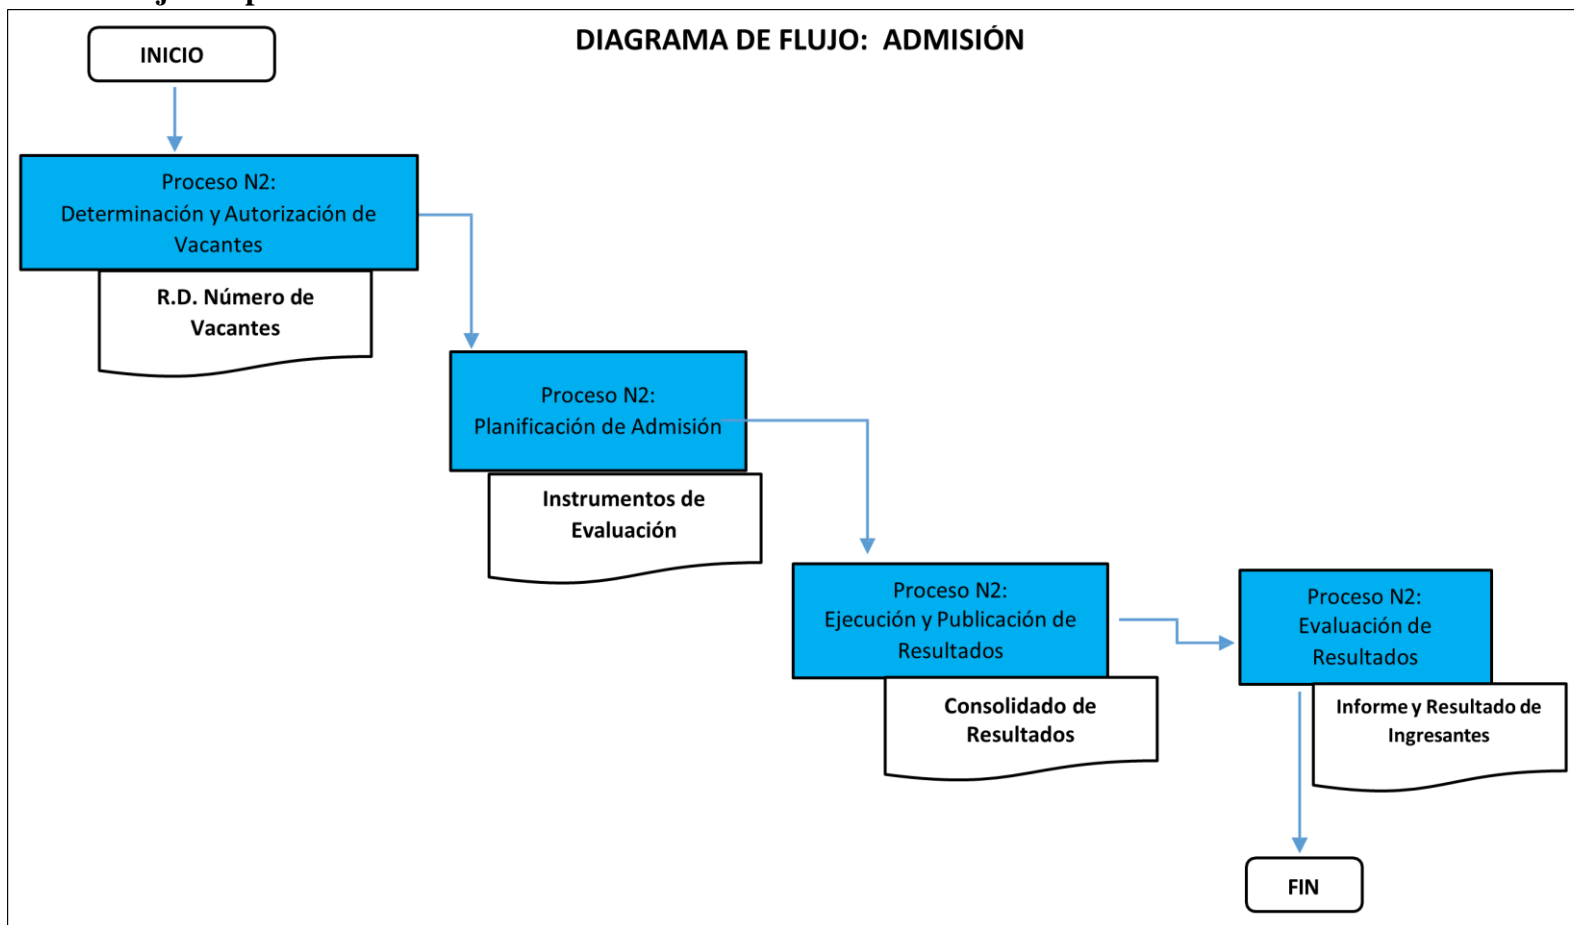 DIAGRAMA DE FLUJO: ADMISIÓN
INICIO
Proceso N2:
Determinación y Autorización de
Vacantes
R.D. Número de
Vacantes
Proceso N2:
Planificación de Admisión
Instrumentos de
Evaluación
Proceso N2:
Ejecución y Publicación de
Resultados
Consolidado de
Resultados
Proceso N2:
Evaluación de
Resultados
Informe y Resultado de
Ingresantes
FIN